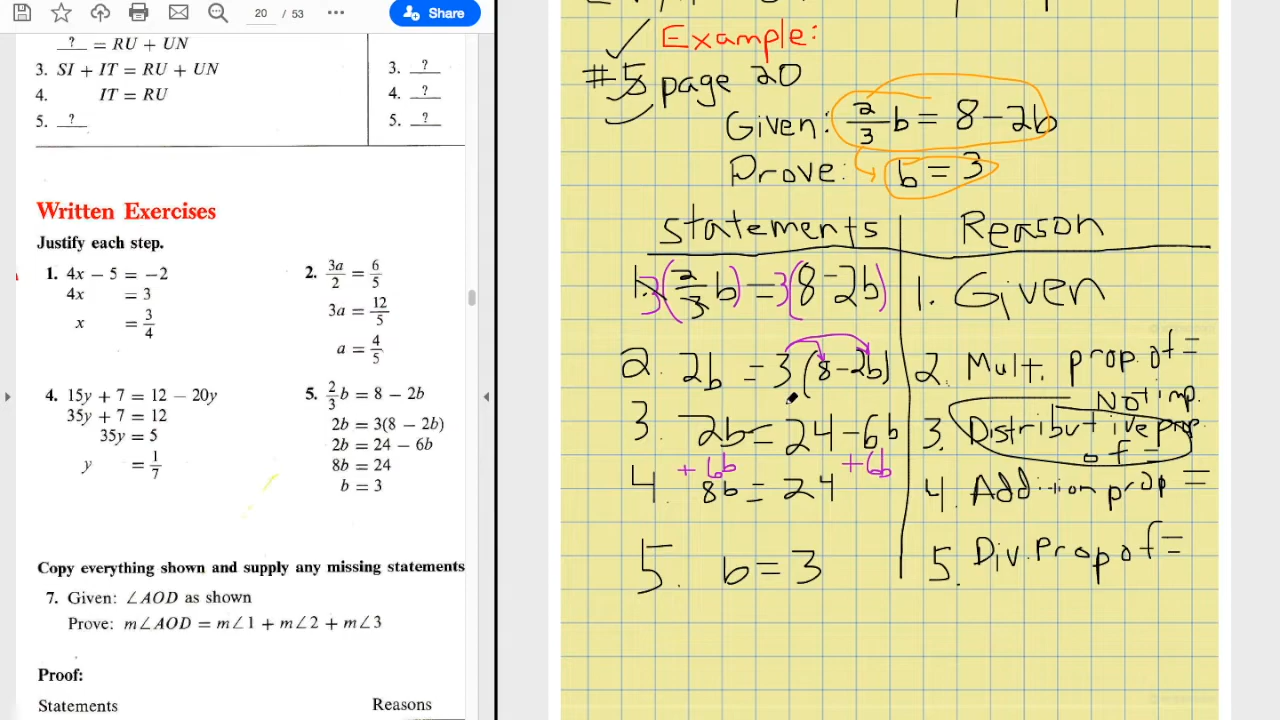 20 / 53 ••• Share
? = RU + UN
3. SI + IT = RU + UN 3. ?
4. IT = RU 4. ?
5. ? 5. ?
Written Exercises
Justify each step.
1. 4x − 5 = −2
4x = 3
x = 3/4
2. 3a/2 = 6/5
3a = 12/5
a = 4/5
4. 15y + 7 = 12 − 20y
35y + 7 = 12
35y = 5
y = 1/7
5. 2/3 b = 8 − 2b
2b = 3(8 − 2b)
2b = 24 − 6b
8b = 24
b = 3
Copy everything shown and supply any missing statements
7. Given: ∠AOD as shown
Prove: m∠AOD = m∠1 + m∠2 + m∠3
Proof:
Statements Reasons
Example:
#5 page 20
Given: 2/3 b = 8 − 2b
Prove: b = 3
Statements Reason
1. 3(2/3 b) = 3(8 − 2b) 1. Given
2. 2b = 3(8 − 2b) 2. Mult. prop. of =
Not imp.
3. 2b = 24 − 6b 3. Distributive prop. of =
+6b +6b
4. 8b = 24 4. Addition prop =
5. b = 3 5. Div. Prop of =